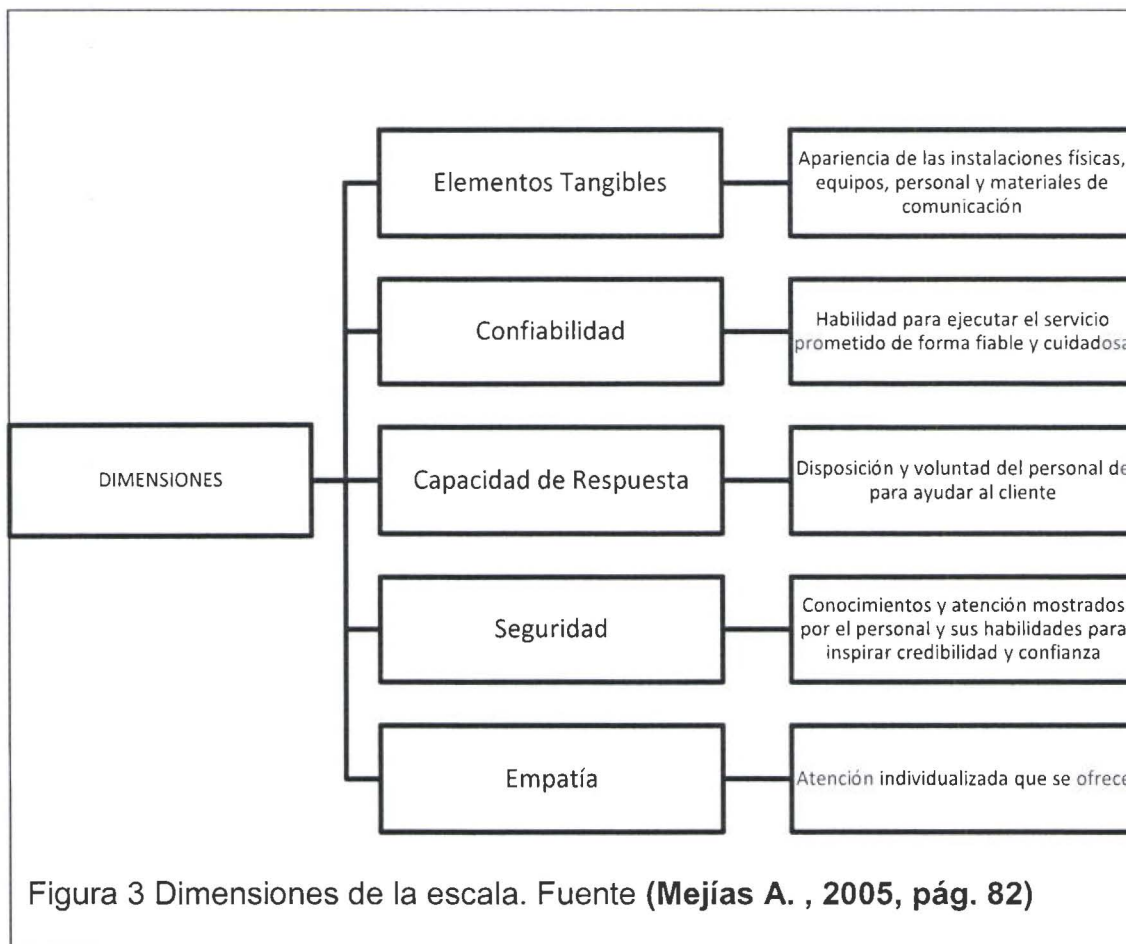 Elementos Tangibles
Apariencia de las instalaciones físicas,
equipos, personal y materiales de
comunicación
Confiabilidad
Habilidad para ejecutar el servicio
prometido de forma fiable y cuidadosa
DIMENSIONES
Capacidad de Respuesta
Disposición y voluntad del personal de
para ayudar al cliente
Seguridad
Conocimientos y atención mostrados
por el personal y sus habilidades para
inspirar credibilidad y confianza
Empatía
Atención individualizada que se ofrece
Figura 3 Dimensiones de la escala. Fuente (Mejías A. , 2005, pág. 82)